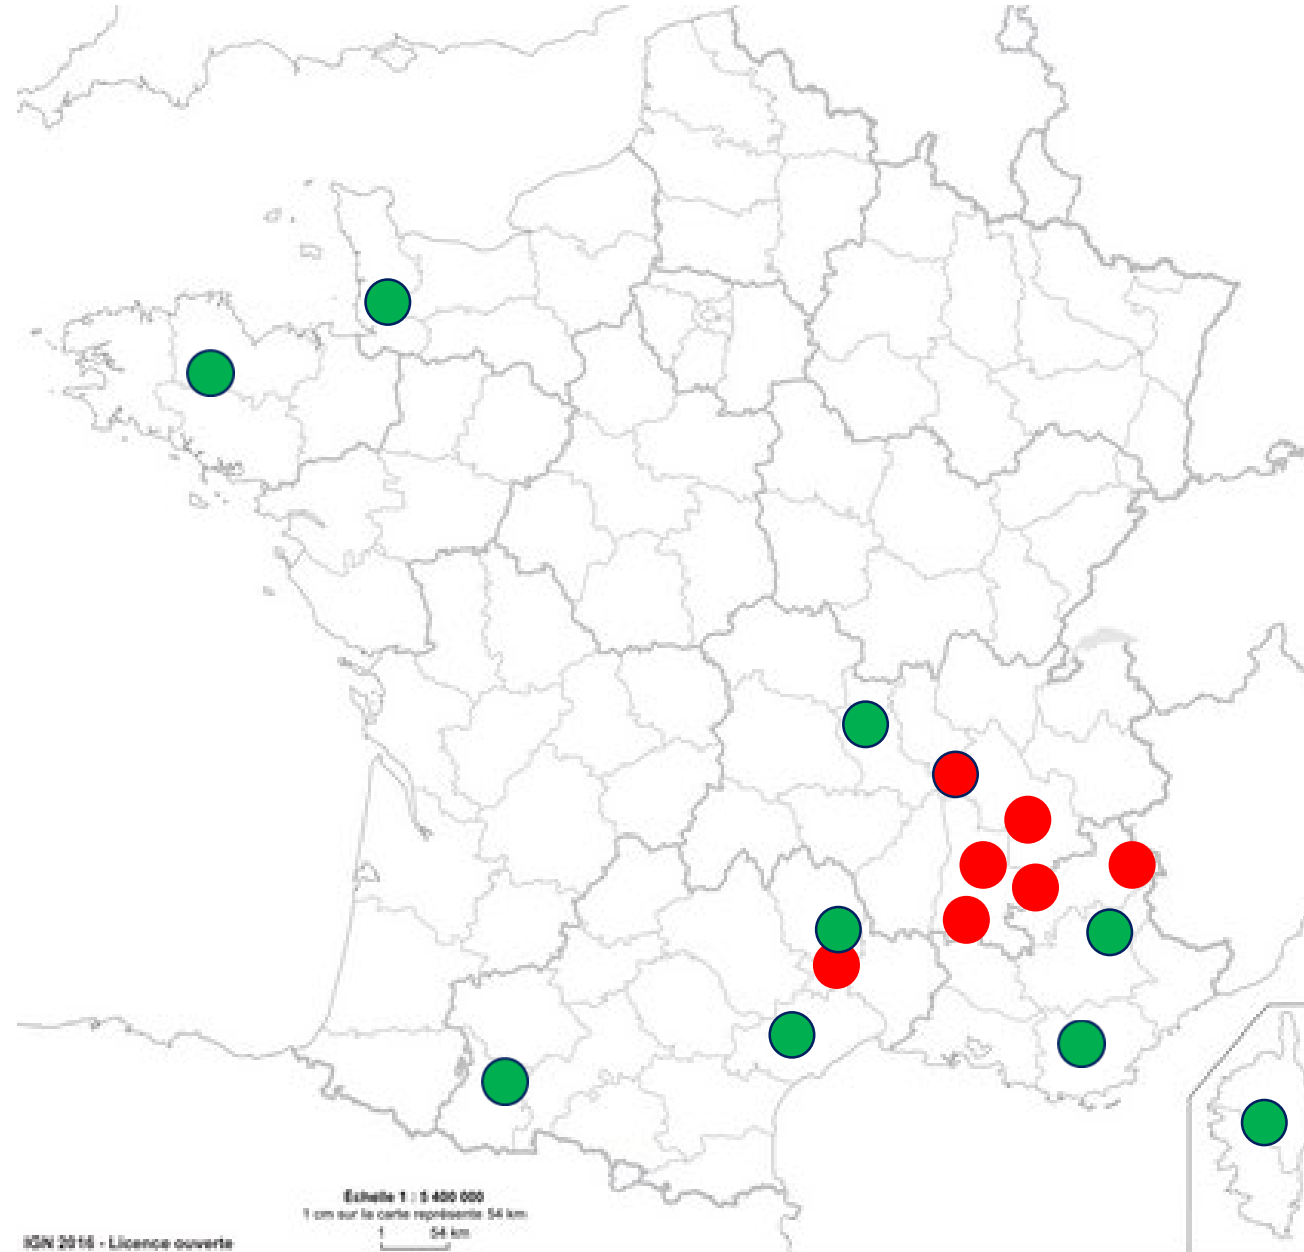 Échelle 1 : 5 400 000
1 cm sur la carte représente 54 km
1 54 km
IGN 2016 - Licence ouverte